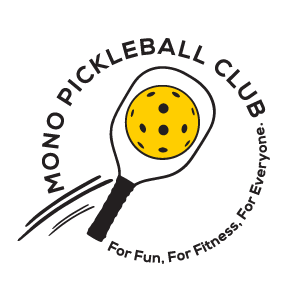 MONO PICKLEBALL CLUB
For Fun, For Fitness, For Everyone.